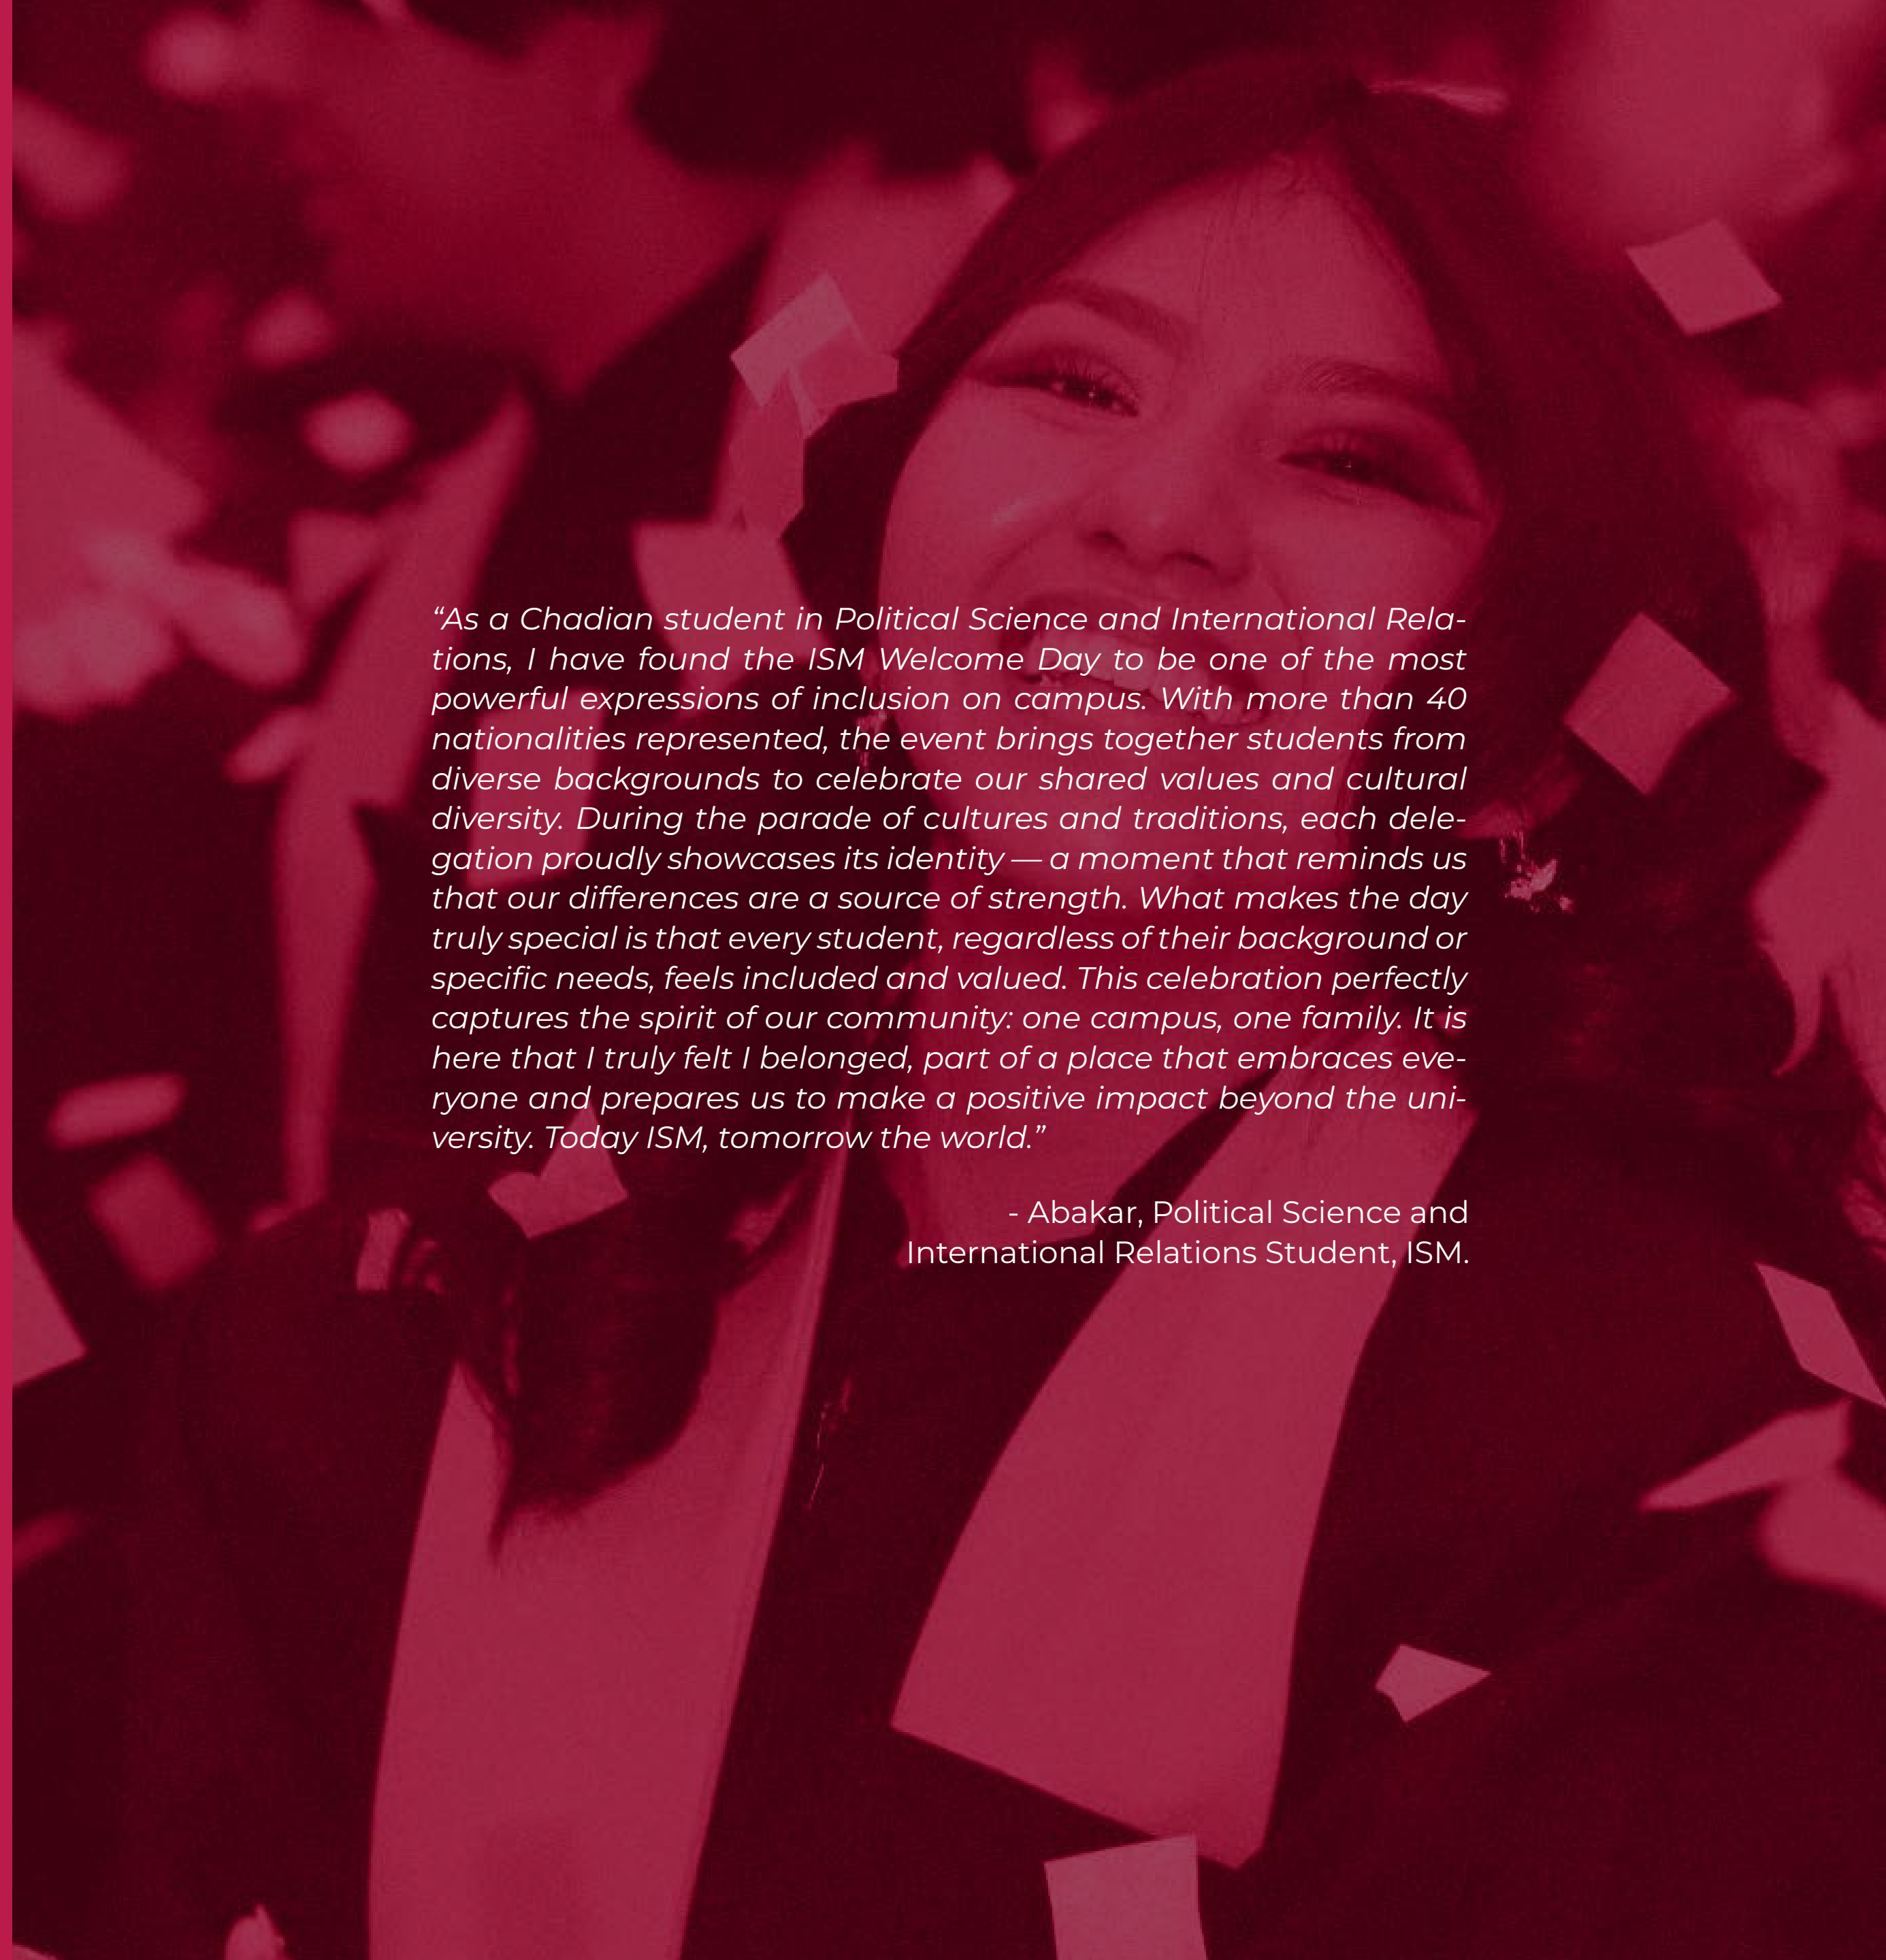 “As a Chadian student in Political Science and International Rela-
tions, I have found the ISM Welcome Day to be one of the most
powerful expressions of inclusion on campus. With more than 40
nationalities represented, the event brings together students from
diverse backgrounds to celebrate our shared values and cultural
diversity. During the parade of cultures and traditions, each dele-
gation proudly showcases its identity — a moment that reminds us
that our differences are a source of strength. What makes the day
truly special is that every student, regardless of their background or
specific needs, feels included and valued. This celebration perfectly
captures the spirit of our community: one campus, one family. It is
here that I truly felt I belonged, part of a place that embraces eve-
ryone and prepares us to make a positive impact beyond the uni-
versity. Today ISM, tomorrow the world.”
- Abakar, Political Science and
International Relations Student, ISM.